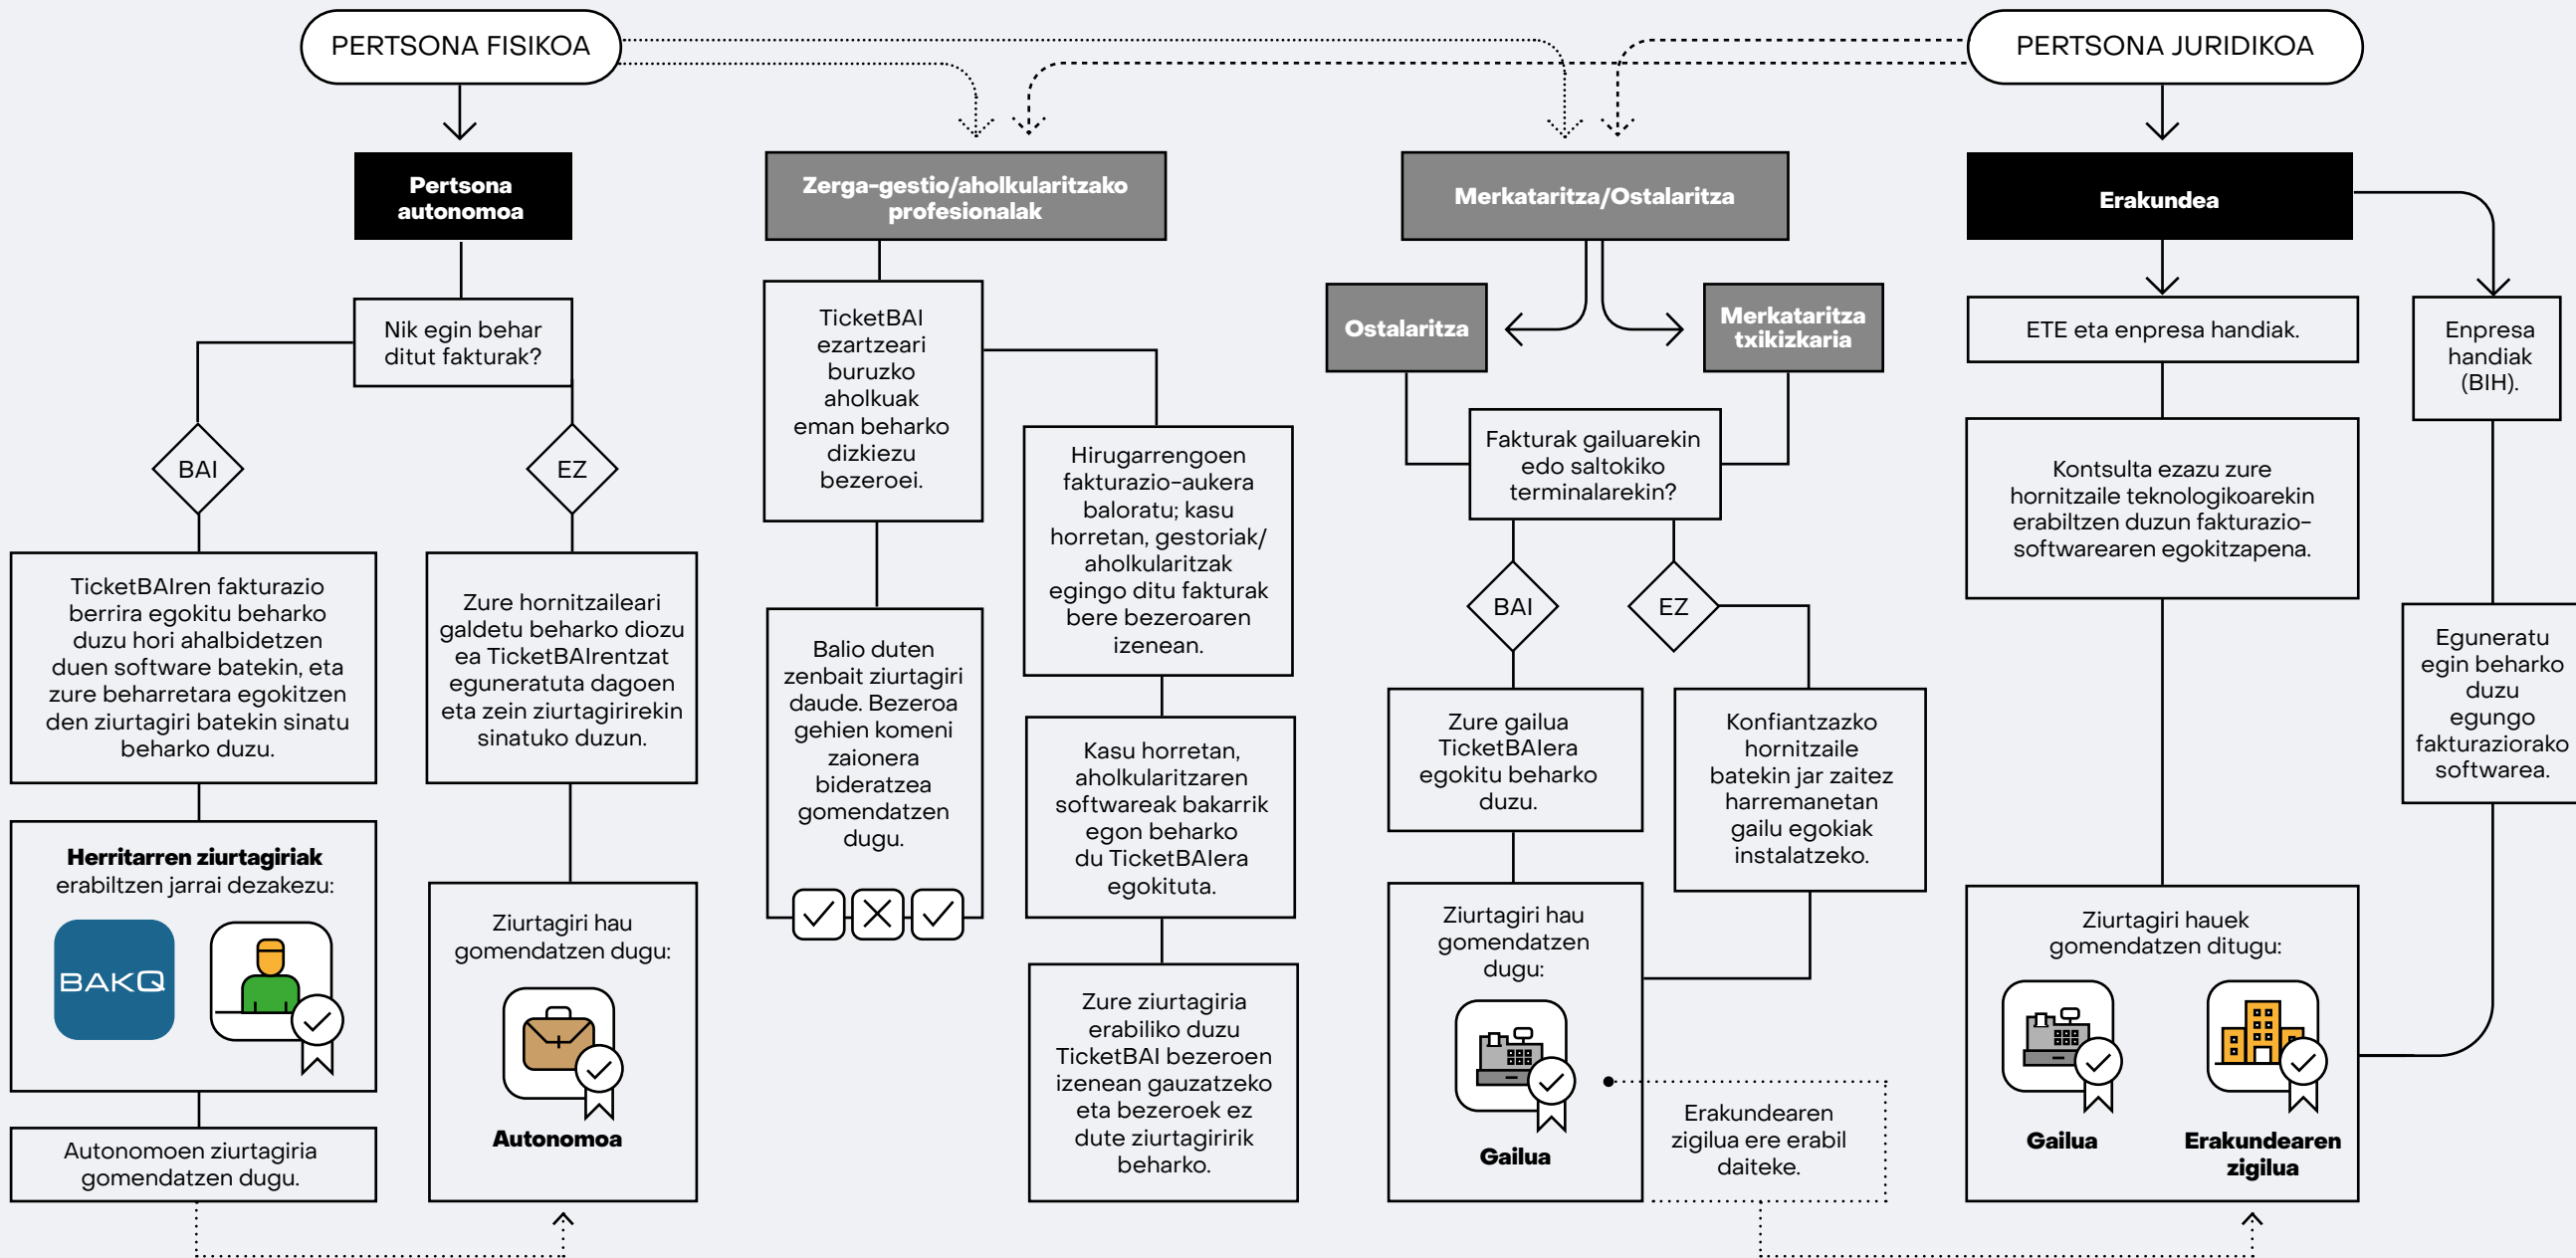 PERTSONA FISIKOA
PERTSONA JURIDIKOA
Pertsona
autonomoa
Nik egin behar
ditut fakturak?
BAI
EZ
TicketBAIren fakturazio
berrira egokitu beharko
duzu hori ahalbidetzen
duen software batekin, eta
zure beharretara egokitzen
den ziurtagiri batekin sinatu
beharko duzu.
Herritarren ziurtagiriak
erabiltzen jarrai dezakezu:
BAKQ
Autonomoen ziurtagiria
gomendatzen dugu.
Zure hornitzaileari
galdetu beharko diozu
ea TicketBAIrentzat
eguneratuta dagoen
eta zein ziurtagirirekin
sinatuko duzun.
Ziurtagiri hau
gomendatzen dugu:
Autonomoa
Zerga-gestio/aholkularitzako
profesionalak
TicketBAI
ezartzeari
buruzko
aholkuak
eman beharko
dizkiezu
bezeroei.
Balio duten
zenbait ziurtagiri
daude. Bezeroa
gehien komeni
zaionera
bideratzea
gomendatzen
dugu.
Hirugarrengoen
fakturazio-aukera
baloratu; kasu
horretan, gestoriak/
aholkularitzak
egingo ditu fakturak
bere bezeroaren
izenean.
Kasu horretan,
aholkularitzaren
softwareak bakarrik
egon beharko
du TicketBAIera
egokituta.
Zure ziurtagiria
erabiliko duzu
TicketBAI bezeroen
izenean gauzatzeko
eta bezeroek ez
dute ziurtagiririk
beharko.
Merkataritza/Ostalaritza
Ostalaritza
Merkataritza
txikizkaria
Fakturak gailuarekin
edo saltokiko
terminalarekin?
BAI
EZ
Zure gailua
TicketBAIera
egokitu beharko
duzu.
Konfiantzazko
hornitzaile
batekin jar zaitez
harremanetan
gailu egokiak
instalatzeko.
Ziurtagiri hau
gomendatzen
dugu:
Gailua
Erakundearen
zigilua ere erabil
daiteke.
Erakundea
ETE eta enpresa handiak.
Kontsulta ezazu zure
hornitzaile teknologikoarekin
erabiltzen duzun fakturazio-
softwarearen egokitzapena.
Ziurtagiri hauek
gomendatzen ditugu:
Gailua
Erakundearen
zigilua
Enpresa
handiak
(BIH).
Eguneratu
egin beharko
duzu
egungo
fakturaziorako
softwarea.